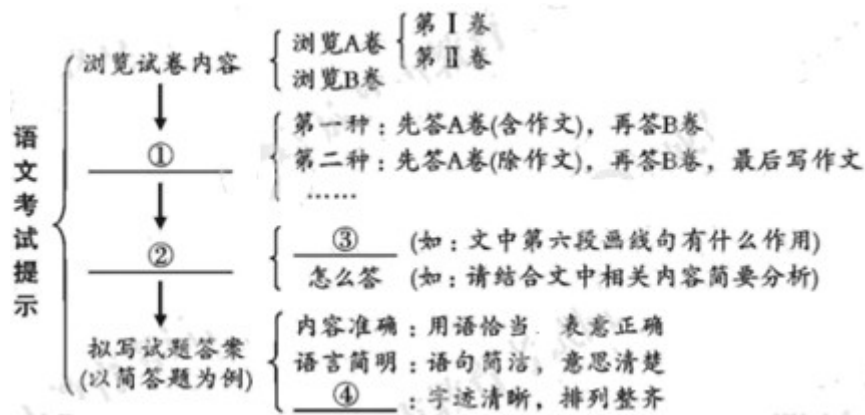 语文考试提示
浏览试卷内容
浏览A卷
第Ⅰ卷
第Ⅱ卷
浏览B卷
①
第一种：先答A卷(含作文)，再答B卷
第二种：先答A卷(除作文)，再答B卷，最后写作文
……
②
③ (如：文中第六段画线句有什么作用)
怎么答 (如：请结合文中相关内容简要分析)
拟写试题答案
(以简答题为例)
内容准确：用语恰当 表意正确
语言简明：语句简洁，意思清楚
④ ：字迹清晰，排列整齐